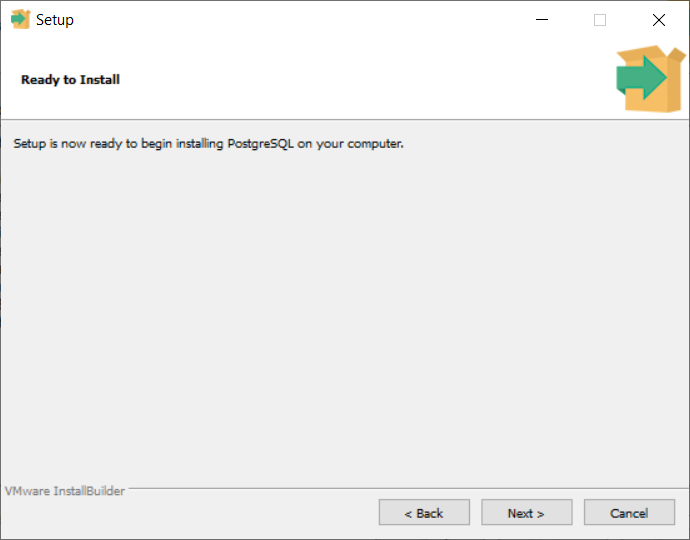 Setup
Ready to Install
Setup is now ready to begin installing PostgreSQL on your computer.
VMware InstallBuilder
< Back
Next >
Cancel